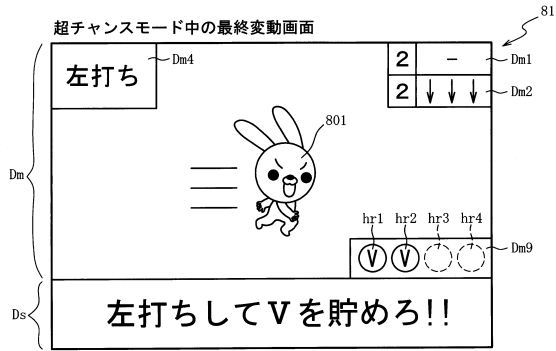 超チャンスモード中の最終変動画面
81
左打ち
Dm4
2 - Dm1
2 ↓ ↓ ↓ Dm2
801
Dm
hr1 hr2 hr3 hr4
V V
Dm9
Ds
左打ちしてVを貯めろ!!